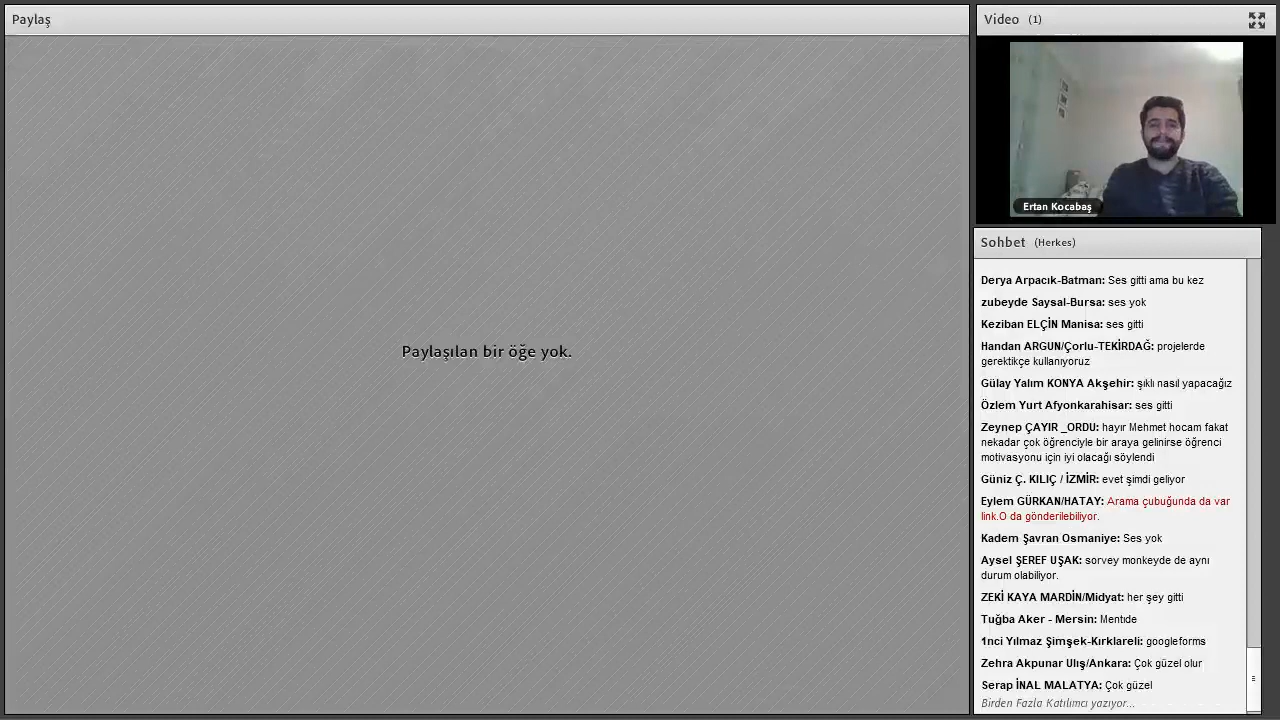 Paylaş
Paylaşılan bir öğe yok.
Video (1)
Ertan Kocabaş
Sohbet (Herkes)
Derya Arpacık-Batman: Ses gitti ama bu kez
zubeyde Saysal-Bursa: ses yok
Keziban ELÇİN Manisa: ses gitti
Handan ARGUN/Çorlu-TEKİRDAĞ: projelerde
gerektikçe kullanıyoruz
Gülay Yalım KONYA Akşehir: şıklı nasıl yapacağız
Özlem Yurt Afyonkarahisar: ses gitti
Zeynep ÇAYIR _ORDU: hayır Mehmet hocam fakat
nekadar çok öğrenciyle bir araya gelinirse öğrenci
motivasyonu için iyi olacağı söylendi
Güniz Ç. KILIÇ / İZMİR: evet şimdi geliyor
Eylem GÜRKAN/HATAY: Arama çubuğunda da var
link.O da gönderilebiliyor.
Kadem Şavran Osmaniye: Ses yok
Aysel ŞEREF UŞAK: sorvey monkeyde de aynı
durum olabiliyor.
ZEKİ KAYA MARDİN/Midyat: her şey gitti
Tuğba Aker - Mersin: Mentıde
1nci Yılmaz Şimşek-Kırklareli: googleforms
Zehra Akpunar Ulış/Ankara: Çok güzel olur
Serap İNAL MALATYA: Çok güzel
Birden Fazla Katılımcı yazıyor...